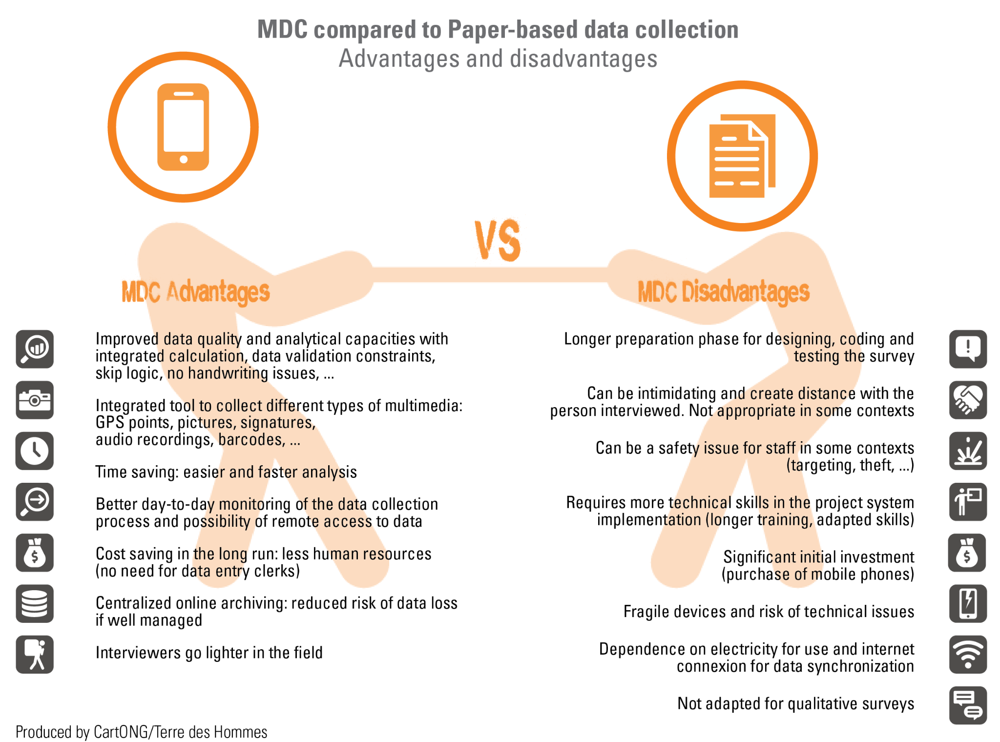 MDC compared to Paper-based data collection
Advantages and disadvantages
VS
MDC Advantages
Improved data quality and analytical capacities with
integrated calculation, data validation constraints,
skip logic, no handwriting issues, ...
Integrated tool to collect different types of multimedia:
GPS points, pictures, signatures,
audio recordings, barcodes, ...
Time saving: easier and faster analysis
Better day-to-day monitoring of the data collection
process and possibility of remote access to data
Cost saving in the long run: less human resources
(no need for data entry clerks)
Centralized online archiving: reduced risk of data loss
if well managed
Interviewers go lighter in the field
MDC Disadvantages
Longer preparation phase for designing, coding and
testing the survey
Can be intimidating and create distance with the
person interviewed. Not appropriate in some contexts
Can be a safety issue for staff in some contexts
(targeting, theft, ...)
Requires more technical skills in the project system
implementation (longer training, adapted skills)
Significant initial investment
(purchase of mobile phones)
Fragile devices and risk of technical issues
Dependence on electricity for use and internet
connexion for data synchronization
Not adapted for qualitative surveys
Produced by CartONG/Terre des Hommes